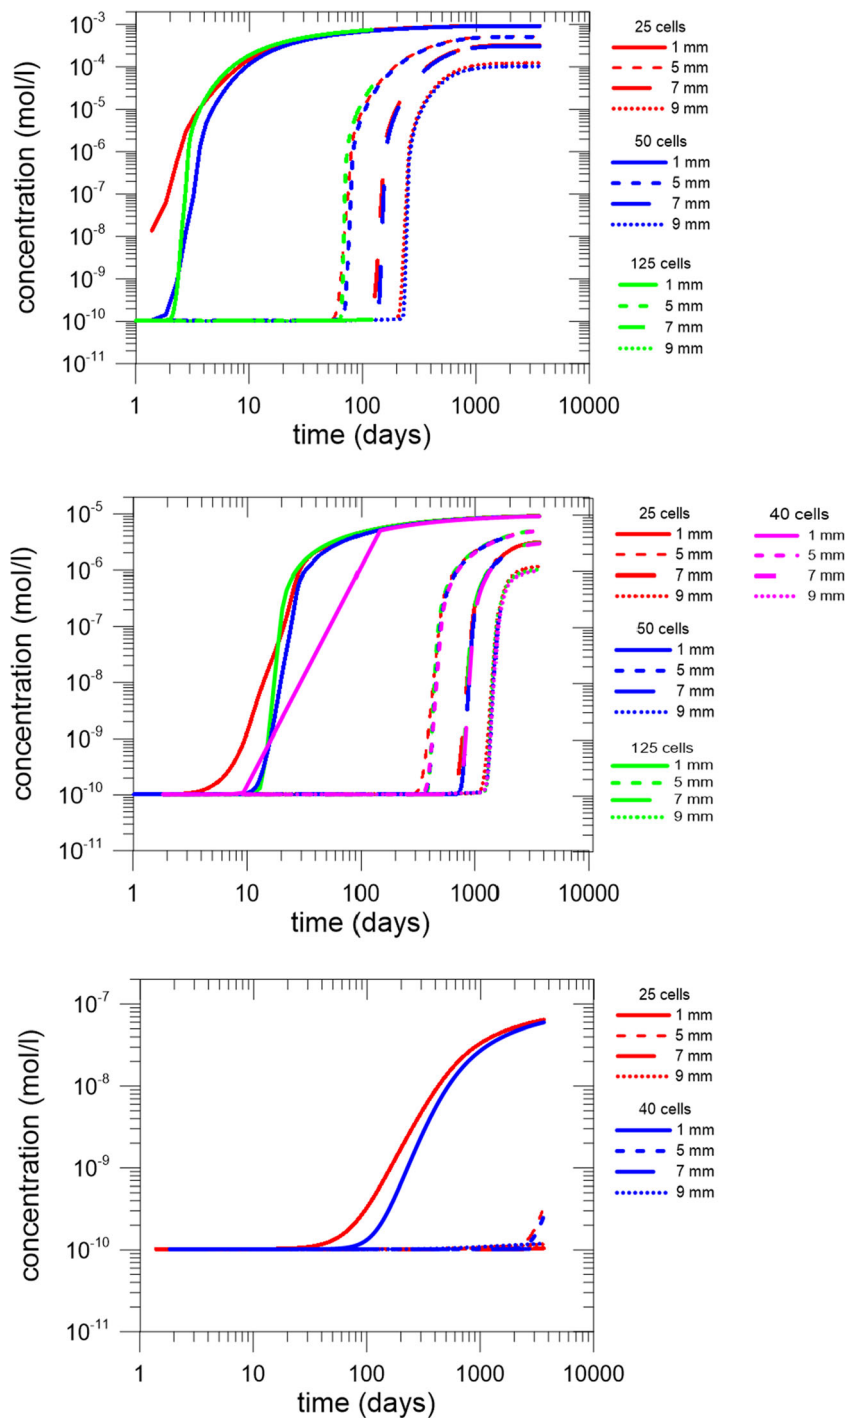 10-3
10-4
10-5
10-6
10-7
10-8
10-9
10-10
10-11
concentration (mol/l)
1
10
100
1000
10000
time (days)
25 cells
1 mm
5 mm
7 mm
9 mm
50 cells
1 mm
5 mm
7 mm
9 mm
125 cells
1 mm
5 mm
7 mm
9 mm
10-5
10-6
10-7
10-8
10-9
10-10
10-11
concentration (mol/l)
1
10
100
1000
10000
time (days)
25 cells
1 mm
5 mm
7 mm
9 mm
50 cells
1 mm
5 mm
7 mm
9 mm
125 cells
1 mm
5 mm
7 mm
9 mm
40 cells
1 mm
5 mm
7 mm
9 mm
10-7
10-8
10-9
10-10
10-11
concentration (mol/l)
1
10
100
1000
10000
time (days)
25 cells
1 mm
5 mm
7 mm
9 mm
40 cells
1 mm
5 mm
7 mm
9 mm